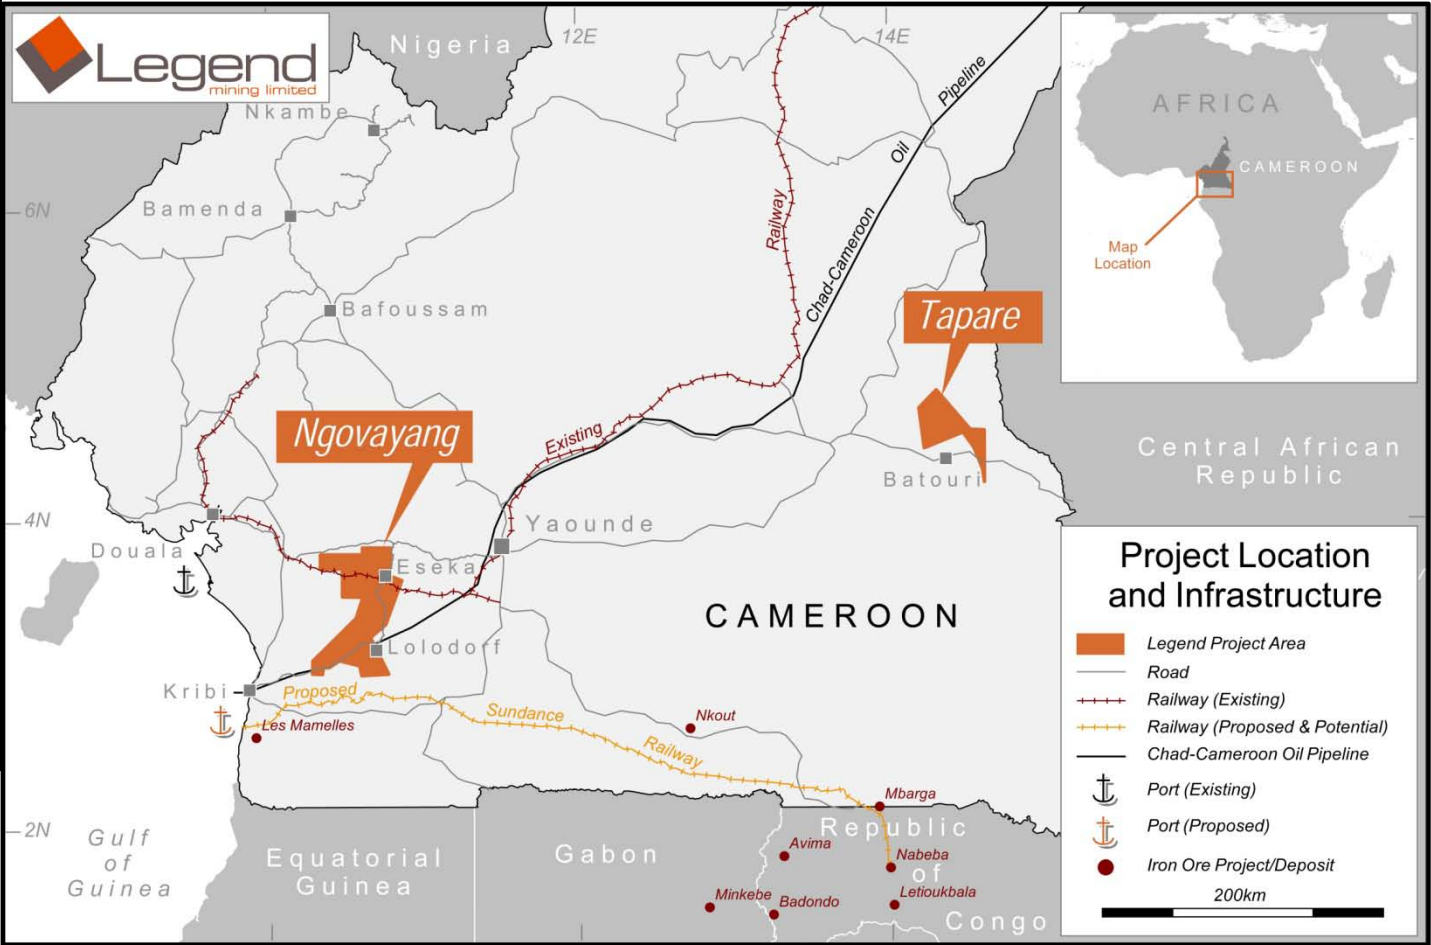 Legend
mining limited
Nigeria
12E
14E
Nkambe
Pipeline
Oil
AFRICA
CAMEROON
Map
Location
6N
Bamenda
Railway
Chad-Cameroon
Bafoussam
Tapare
Ngovayang
Existing
Batouri
Central African
Republic
4N
Douala
Yaounde
Eseka
CAMEROON
Lolodorf
Kribi
Proposed
Sundance
Railway
Les Mamelles
Nkout
Mbarga
2N
Gulf
of
Guinea
Equatorial
Guinea
Gabon
Republic
of
Congo
Avima
Nabeba
Minkebe
Badondo
Letioukbala
Project Location
and Infrastructure
Legend Project Area
Road
Railway (Existing)
Railway (Proposed & Potential)
Chad-Cameroon Oil Pipeline
Port (Existing)
Port (Proposed)
Iron Ore Project/Deposit
200km